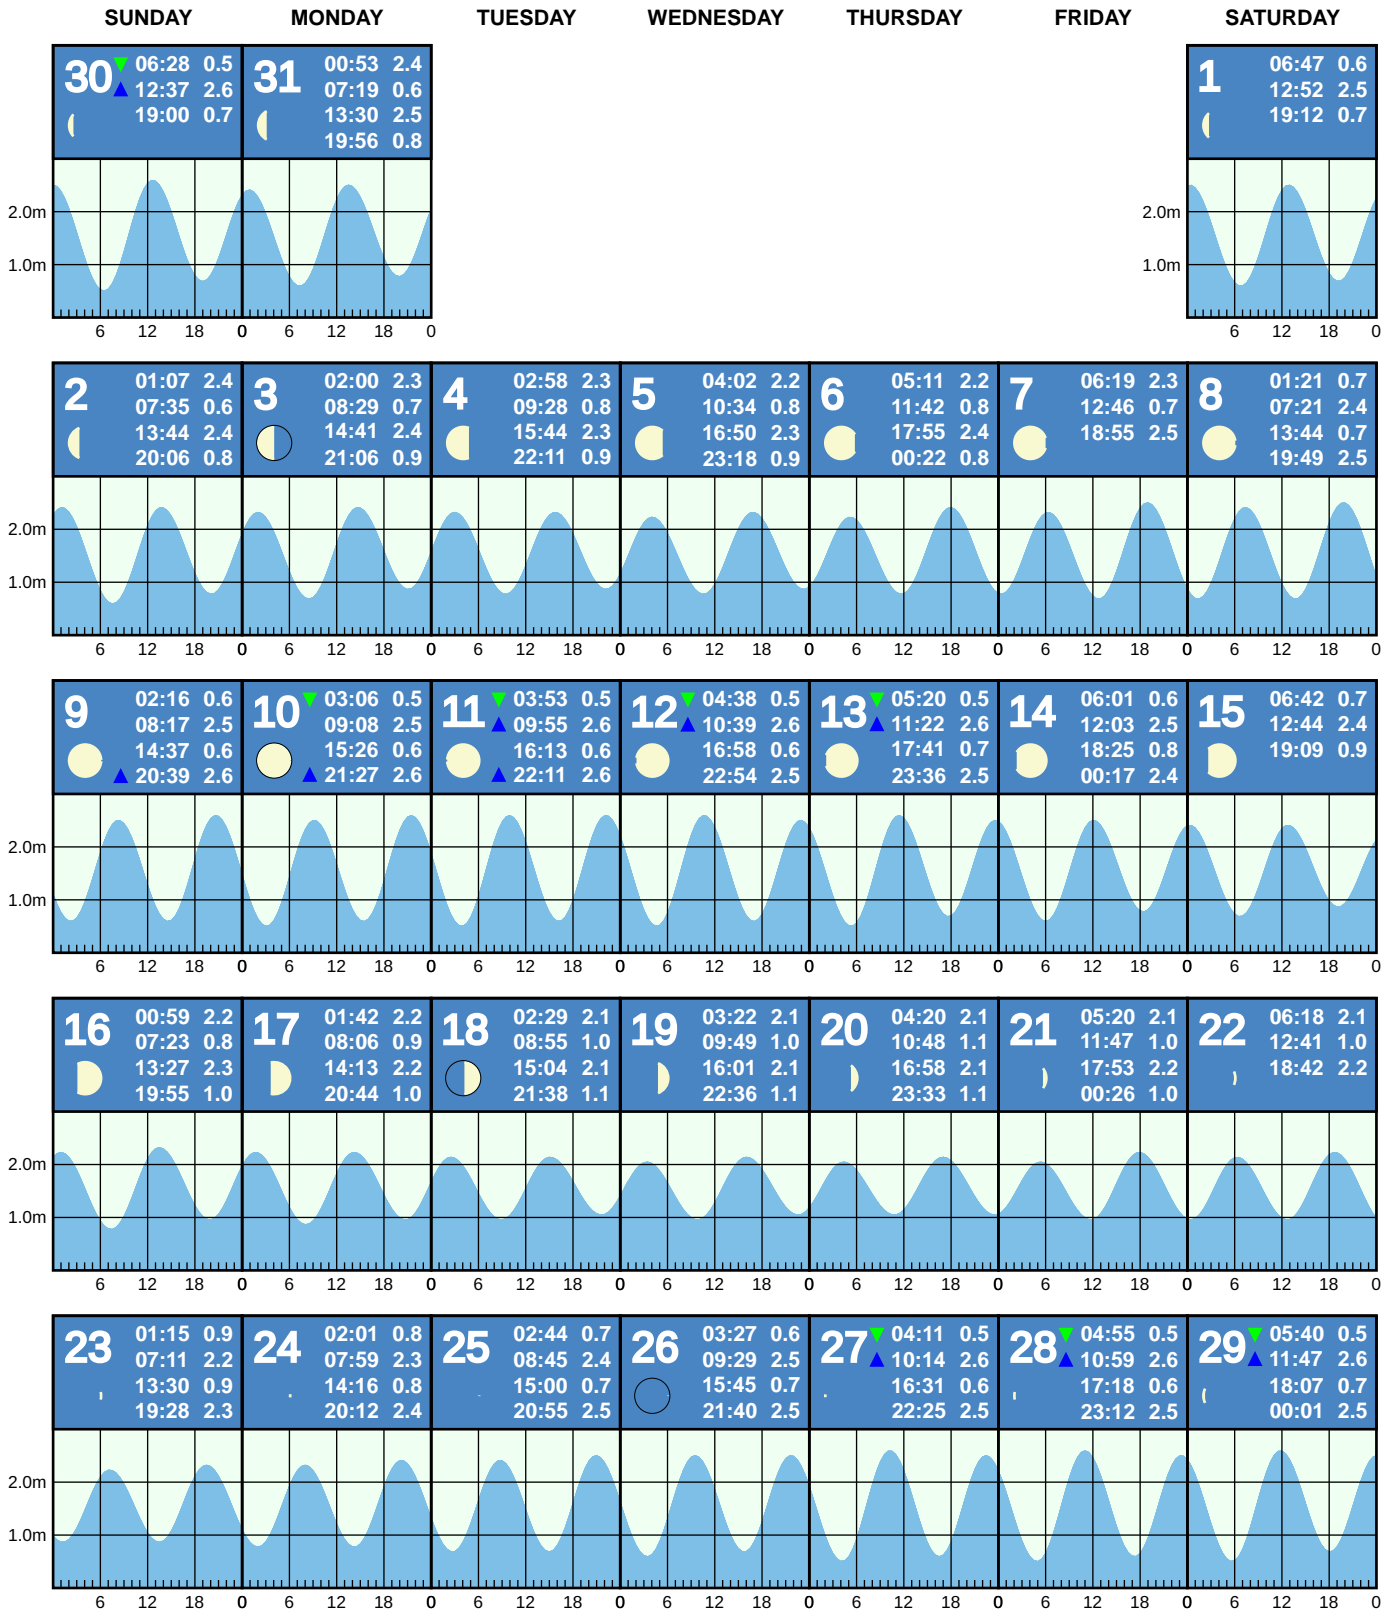 SUNDAY MONDAY TUESDAY WEDNESDAY THURSDAY FRIDAY SATURDAY
30 06:28 0.5
12:37 2.6
19:00 0.7
31 00:53 2.4
07:19 0.6
13:30 2.5
19:56 0.8
1 06:47 0.6
12:52 2.5
19:12 0.7
2.0m 2.0m
1.0m 1.0m
6 12 18 0 6 12 18 0 6 12 18 0
2 01:07 2.4
07:35 0.6
13:44 2.4
20:06 0.8
3 02:00 2.3
08:29 0.7
14:41 2.4
21:06 0.9
4 02:58 2.3
09:28 0.8
15:44 2.3
22:11 0.9
5 04:02 2.2
10:34 0.8
16:50 2.3
23:18 0.9
6 05:11 2.2
11:42 0.8
17:55 2.4
00:22 0.8
7 06:19 2.3
12:46 0.7
18:55 2.5
8 01:21 0.7
07:21 2.4
13:44 0.7
19:49 2.5
2.0m
1.0m
6 12 18 0 6 12 18 0 6 12 18 0 6 12 18 0 6 12 18 0 6 12 18 0 6 12 18 0
9 02:16 0.6
08:17 2.5
14:37 0.6
20:39 2.6
10 03:06 0.5
09:08 2.5
15:26 0.6
21:27 2.6
11 03:53 0.5
09:55 2.6
16:13 0.6
22:11 2.6
12 04:38 0.5
10:39 2.6
16:58 0.6
22:54 2.5
13 05:20 0.5
11:22 2.6
17:41 0.7
23:36 2.5
14 06:01 0.6
12:03 2.5
18:25 0.8
00:17 2.4
15 06:42 0.7
12:44 2.4
19:09 0.9
2.0m
1.0m
6 12 18 0 6 12 18 0 6 12 18 0 6 12 18 0 6 12 18 0 6 12 18 0 6 12 18 0
16 00:59 2.2
07:23 0.8
13:27 2.3
19:55 1.0
17 01:42 2.2
08:06 0.9
14:13 2.2
20:44 1.0
18 02:29 2.1
08:55 1.0
15:04 2.1
21:38 1.1
19 03:22 2.1
09:49 1.0
16:01 2.1
22:36 1.1
20 04:20 2.1
10:48 1.1
16:58 2.1
23:33 1.1
21 05:20 2.1
11:47 1.0
17:53 2.2
00:26 1.0
22 06:18 2.1
12:41 1.0
18:42 2.2
2.0m
1.0m
6 12 18 0 6 12 18 0 6 12 18 0 6 12 18 0 6 12 18 0 6 12 18 0 6 12 18 0
23 01:15 0.9
07:11 2.2
13:30 0.9
19:28 2.3
24 02:01 0.8
07:59 2.3
14:16 0.8
20:12 2.4
25 02:44 0.7
08:45 2.4
15:00 0.7
20:55 2.5
26 03:27 0.6
09:29 2.5
15:45 0.7
21:40 2.5
27 04:11 0.5
10:14 2.6
16:31 0.6
22:25 2.5
28 04:55 0.5
10:59 2.6
17:18 0.6
23:12 2.5
29 05:40 0.5
11:47 2.6
18:07 0.7
00:01 2.5
2.0m
1.0m
6 12 18 0 6 12 18 0 6 12 18 0 6 12 18 0 6 12 18 0 6 12 18 0 6 12 18 0